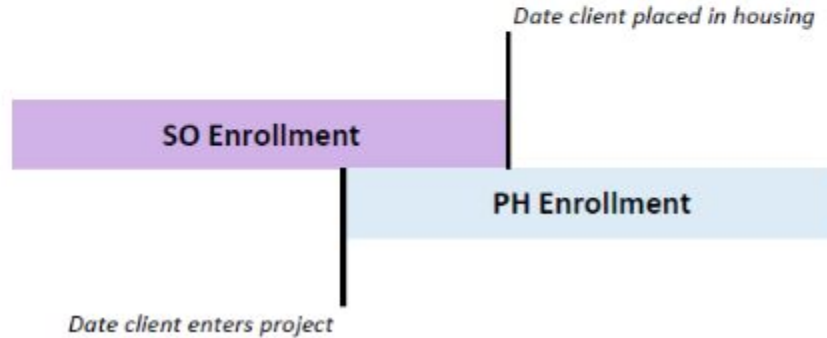 Date client placed in housing
SO Enrollment
PH Enrollment
Date client enters project